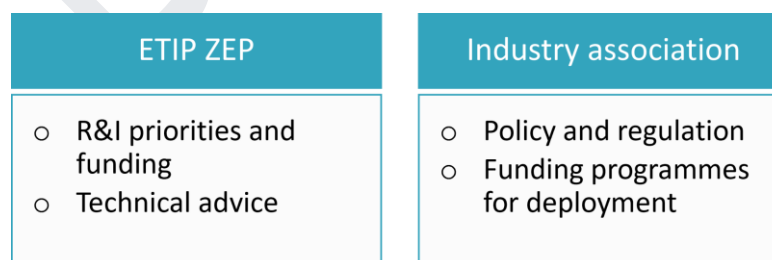 ETIP ZEP
o R&I priorities and
funding
o Technical advice
Industry association
o Policy and regulation
o Funding programmes
for deployment